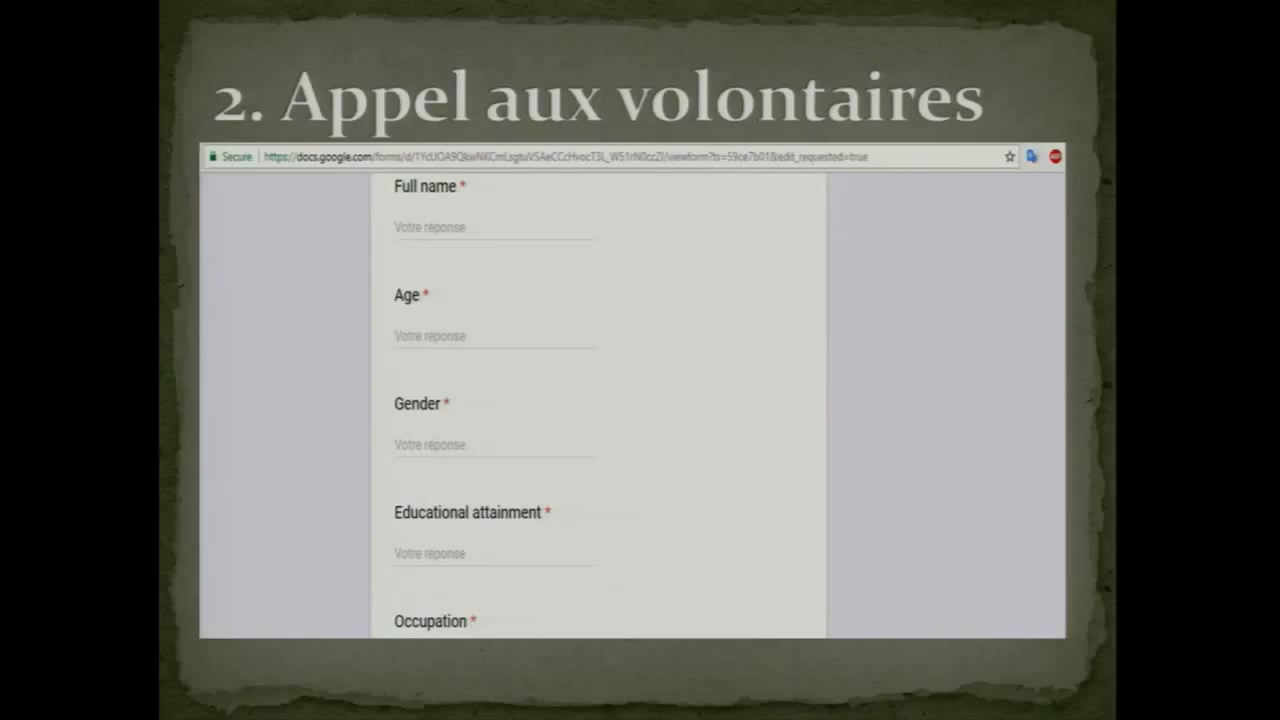 2. Appel aux volontaires
Secure
Full name *
Votre réponse
Age *
Votre réponse
Gender *
Votre réponse
Educational attainment *
Votre réponse
Occupation *